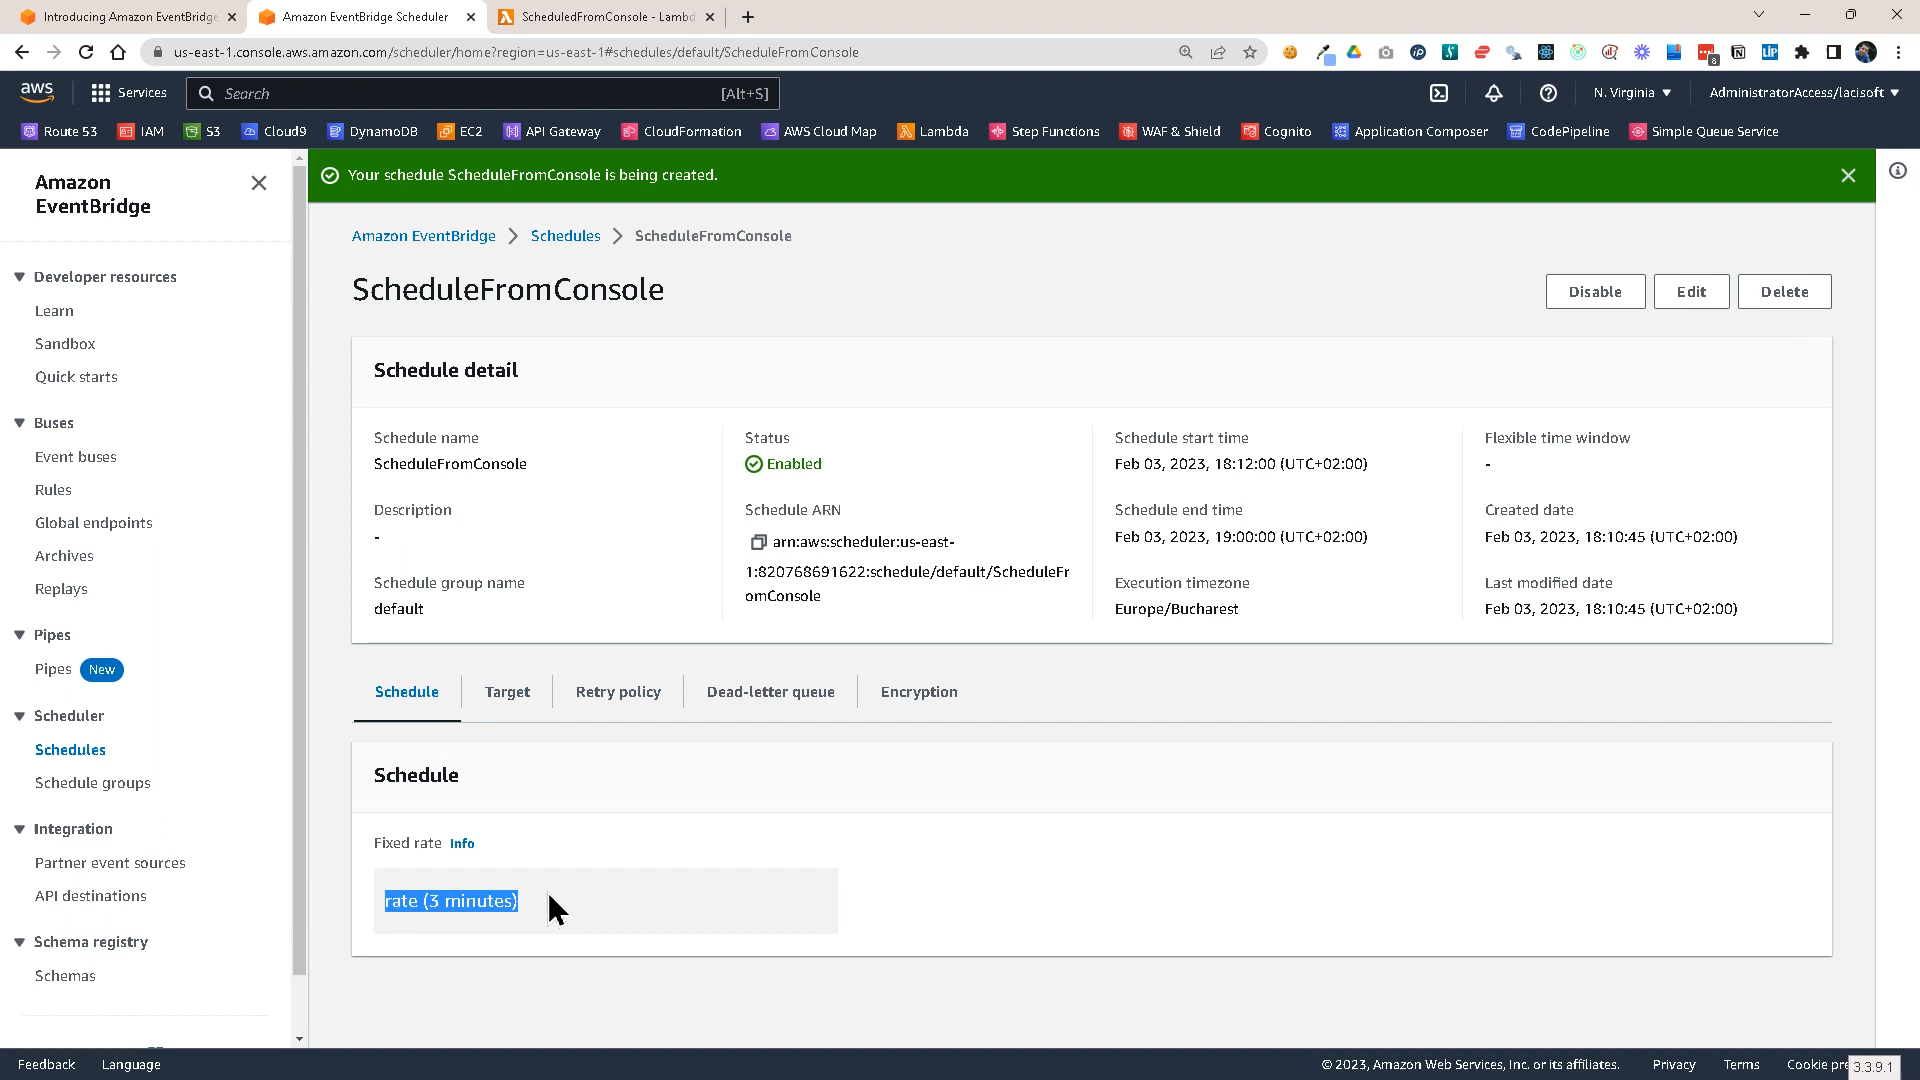 Introducing Amazon EventBridge
Amazon EventBridge Scheduler
ScheduledFromConsole - Lambd
us-east-1.console.aws.amazon.com/scheduler/home?region=us-east-1#schedules/default/ScheduleFromConsole
8
aws
Services
Search
[Alt+S]
N. Virginia
AdministratorAccess/lacisoft
Route 53
IAM
S3
Cloud9
DynamoDB
EC2
API Gateway
CloudFormation
AWS Cloud Map
Lambda
Step Functions
WAF & Shield
Cognito
Application Composer
CodePipeline
Simple Queue Service
Amazon
EventBridge
Developer resources
Learn
Sandbox
Quick starts
Buses
Event buses
Rules
Global endpoints
Archives
Replays
Pipes
Pipes New
Scheduler
Schedules
Schedule groups
Integration
Partner event sources
API destinations
Schema registry
Schemas
Your schedule ScheduleFromConsole is being created.
Amazon EventBridge
Schedules
ScheduleFromConsole
ScheduleFromConsole
Disable
Edit
Delete
Schedule detail
Schedule name
ScheduleFromConsole
Description
-
Schedule group name
default
Status
Enabled
Schedule ARN
arn:aws:scheduler:us-east-
1:820768691622:schedule/default/ScheduleFr
omConsole
Schedule start time
Feb 03, 2023, 18:12:00 (UTC+02:00)
Schedule end time
Feb 03, 2023, 19:00:00 (UTC+02:00)
Execution timezone
Europe/Bucharest
Flexible time window
-
Created date
Feb 03, 2023, 18:10:45 (UTC+02:00)
Last modified date
Feb 03, 2023, 18:10:45 (UTC+02:00)
Schedule
Target
Retry policy
Dead-letter queue
Encryption
Schedule
Fixed rate Info
rate (3 minutes)
Feedback
Language
© 2023, Amazon Web Services, Inc. or its affiliates.
Privacy
Terms
Cookie pre
3.3.9.1